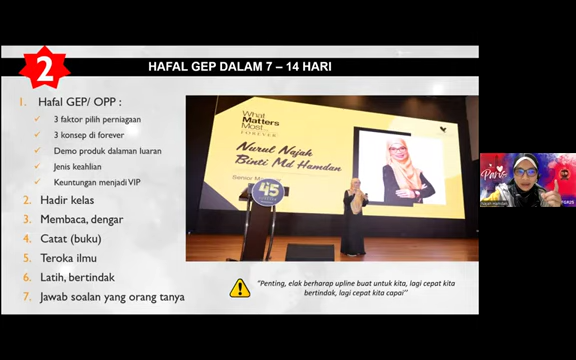 2
HAFAL GEP DALAM 7 – 14 HARI
1. Hafal GEP/ OPP :
✓ 3 faktor pilih perniagaan
✓ 3 konsep di forever
✓ Demo produk dalaman luaran
✓ Jenis keahlian
✓ Keuntungan menjadi VIP
2. Hadir kelas
3. Membaca, dengar
4. Catat (buku)
5. Teroka ilmu
6. Latih, bertindak
7. Jawab soalan yang orang tanya
What
Matters
Most
FOREVER
Nurul Najah
Binti Md Hamdan
Senior
45
"Penting, elak berharap upline buat untuk kita, lagi cepat kita
bertindak, lagi cepat kita capai"
Paris